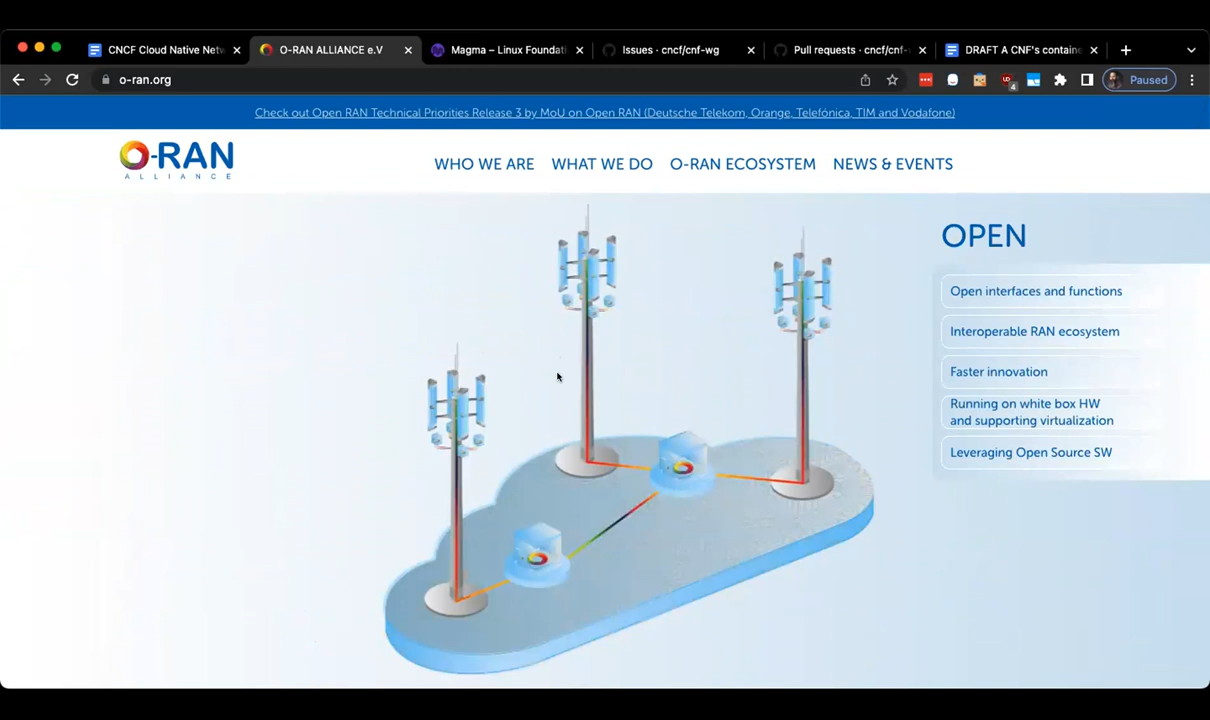 CNCF Cloud Native Netw
O-RAN ALLIANCE e.V
Magma – Linux Foundati
Issues · cncf/cnf-wg
Pull requests · cncf/cnf-
DRAFT A CNF's containe
o-ran.org
4
Paused
Check out Open RAN Technical Priorities Release 3 by MoU on Open RAN (Deutsche Telekom, Orange, Telefónica, TIM and Vodafone)
O-RAN
ALLIANCE
WHO WE ARE
WHAT WE DO
O-RAN ECOSYSTEM
NEWS & EVENTS
OPEN
Open interfaces and functions
Interoperable RAN ecosystem
Faster innovation
Running on white box HW
and supporting virtualization
Leveraging Open Source SW